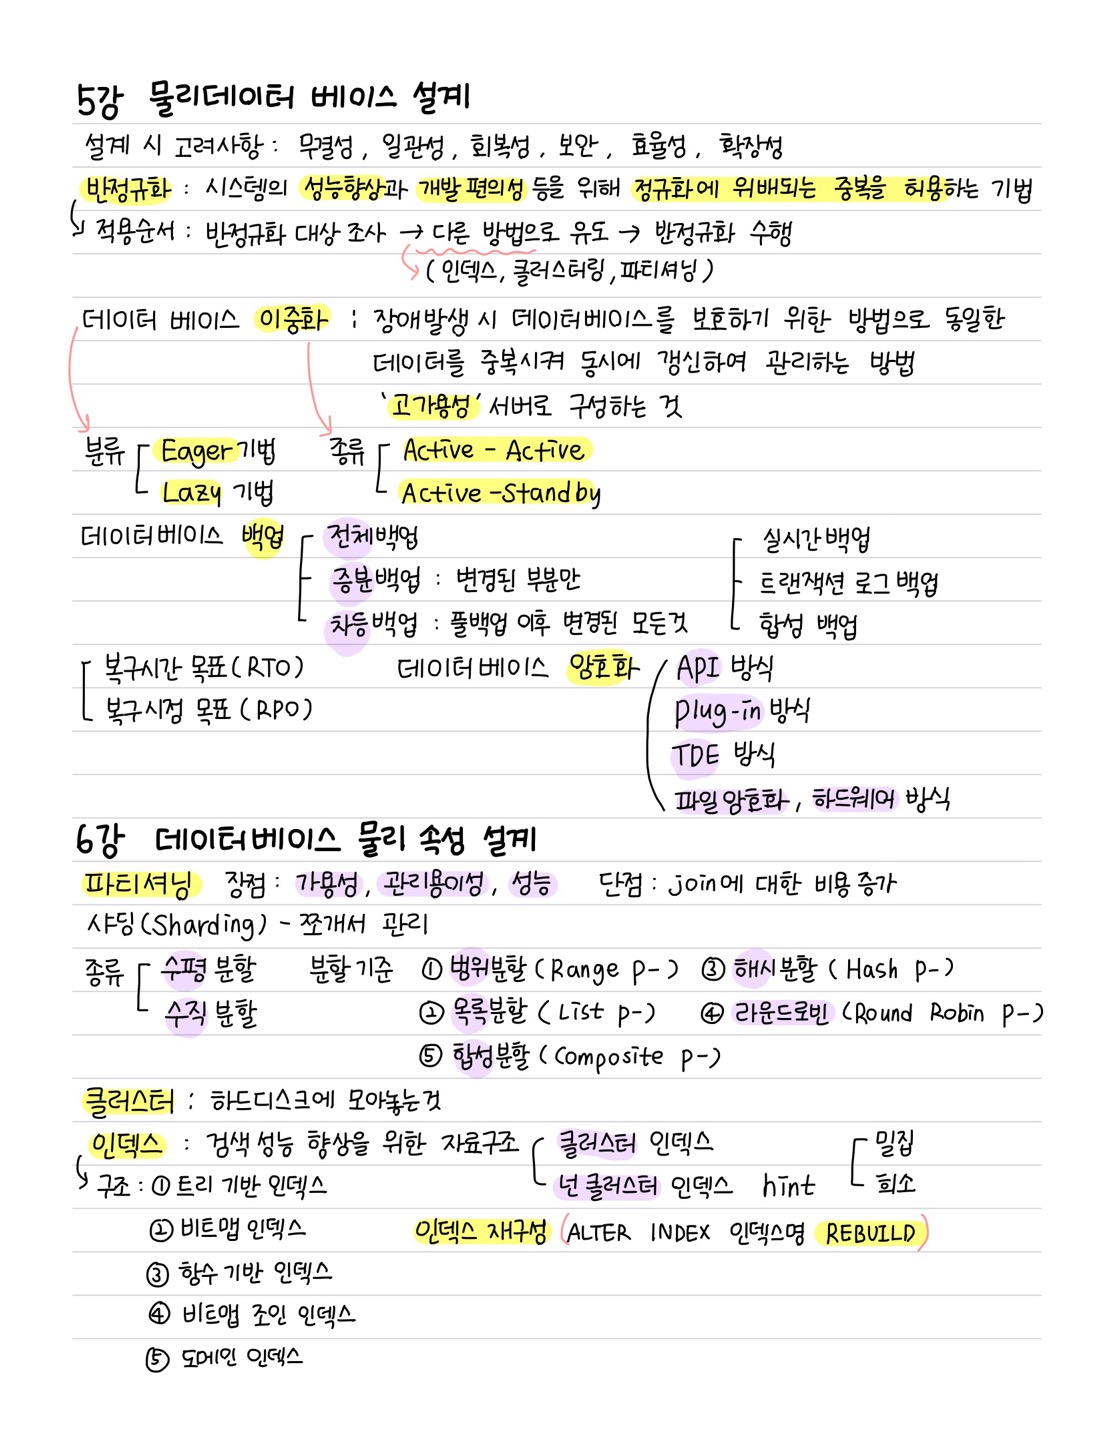 5강 물리데이터 베이스 설계
설계 시 고려사항 : 무결성, 일관성, 회복성, 보안, 효율성, 확장성
반정규화 : 시스템의 성능향상과 개발 편의성 등을 위해 정규화에 위배되는 중복을 허용하는 기법
적용순서 : 반정규화 대상 조사 → 다른 방법으로 유도 → 반정규화 수행
(인덱스, 클러스터링, 파티셔닝)
데이터 베이스 이중화 : 장애발생 시 데이터베이스를 보호하기 위한 방법으로 동일한
데이터를 중복시켜 동시에 갱신하여 관리하는 방법
'고가용성' 서버로 구성하는 것
분류 Eager 기법 종류 Active - Active
Lazy 기법 Active-Standby
데이터베이스 백업 전체백업 실시간백업
증분백업 : 변경된 부분만 트랜잭션 로그 백업
차등백업 : 풀백업 이후 변경된 모든것 합성 백업
복구시간 목표(RTO) 데이터베이스 암호화 API 방식
복구시점 목표(RPO) plug-in 방식
TDE 방식
파일암호화, 하드웨어 방식
6강 데이터베이스 물리 속성 설계
파티셔닝 장점 : 가용성, 관리용이성, 성능 단점 : join에 대한 비용 증가
샤딩(Sharding) - 쪼개서 관리
종류 수평 분할 분할기준 ① 범위분할 (Range p-) ③ 해시분할 (Hash p-)
수직 분할 ② 목록분할 (List p-) ④ 라운드로빈 (Round Robin p-)
⑤ 합성분할 (Composite p-)
클러스터 : 하드디스크에 모아놓는것
인덱스 : 검색 성능 향상을 위한 자료구조 클러스터 인덱스 밀집
구조 : ① 트리 기반 인덱스 넌 클러스터 인덱스 hint 희소
② 비트맵 인덱스 인덱스 재구성 (ALTER INDEX 인덱스명 REBUILD)
③ 함수 기반 인덱스
④ 비트맵 조인 인덱스
⑤ 도메인 인덱스